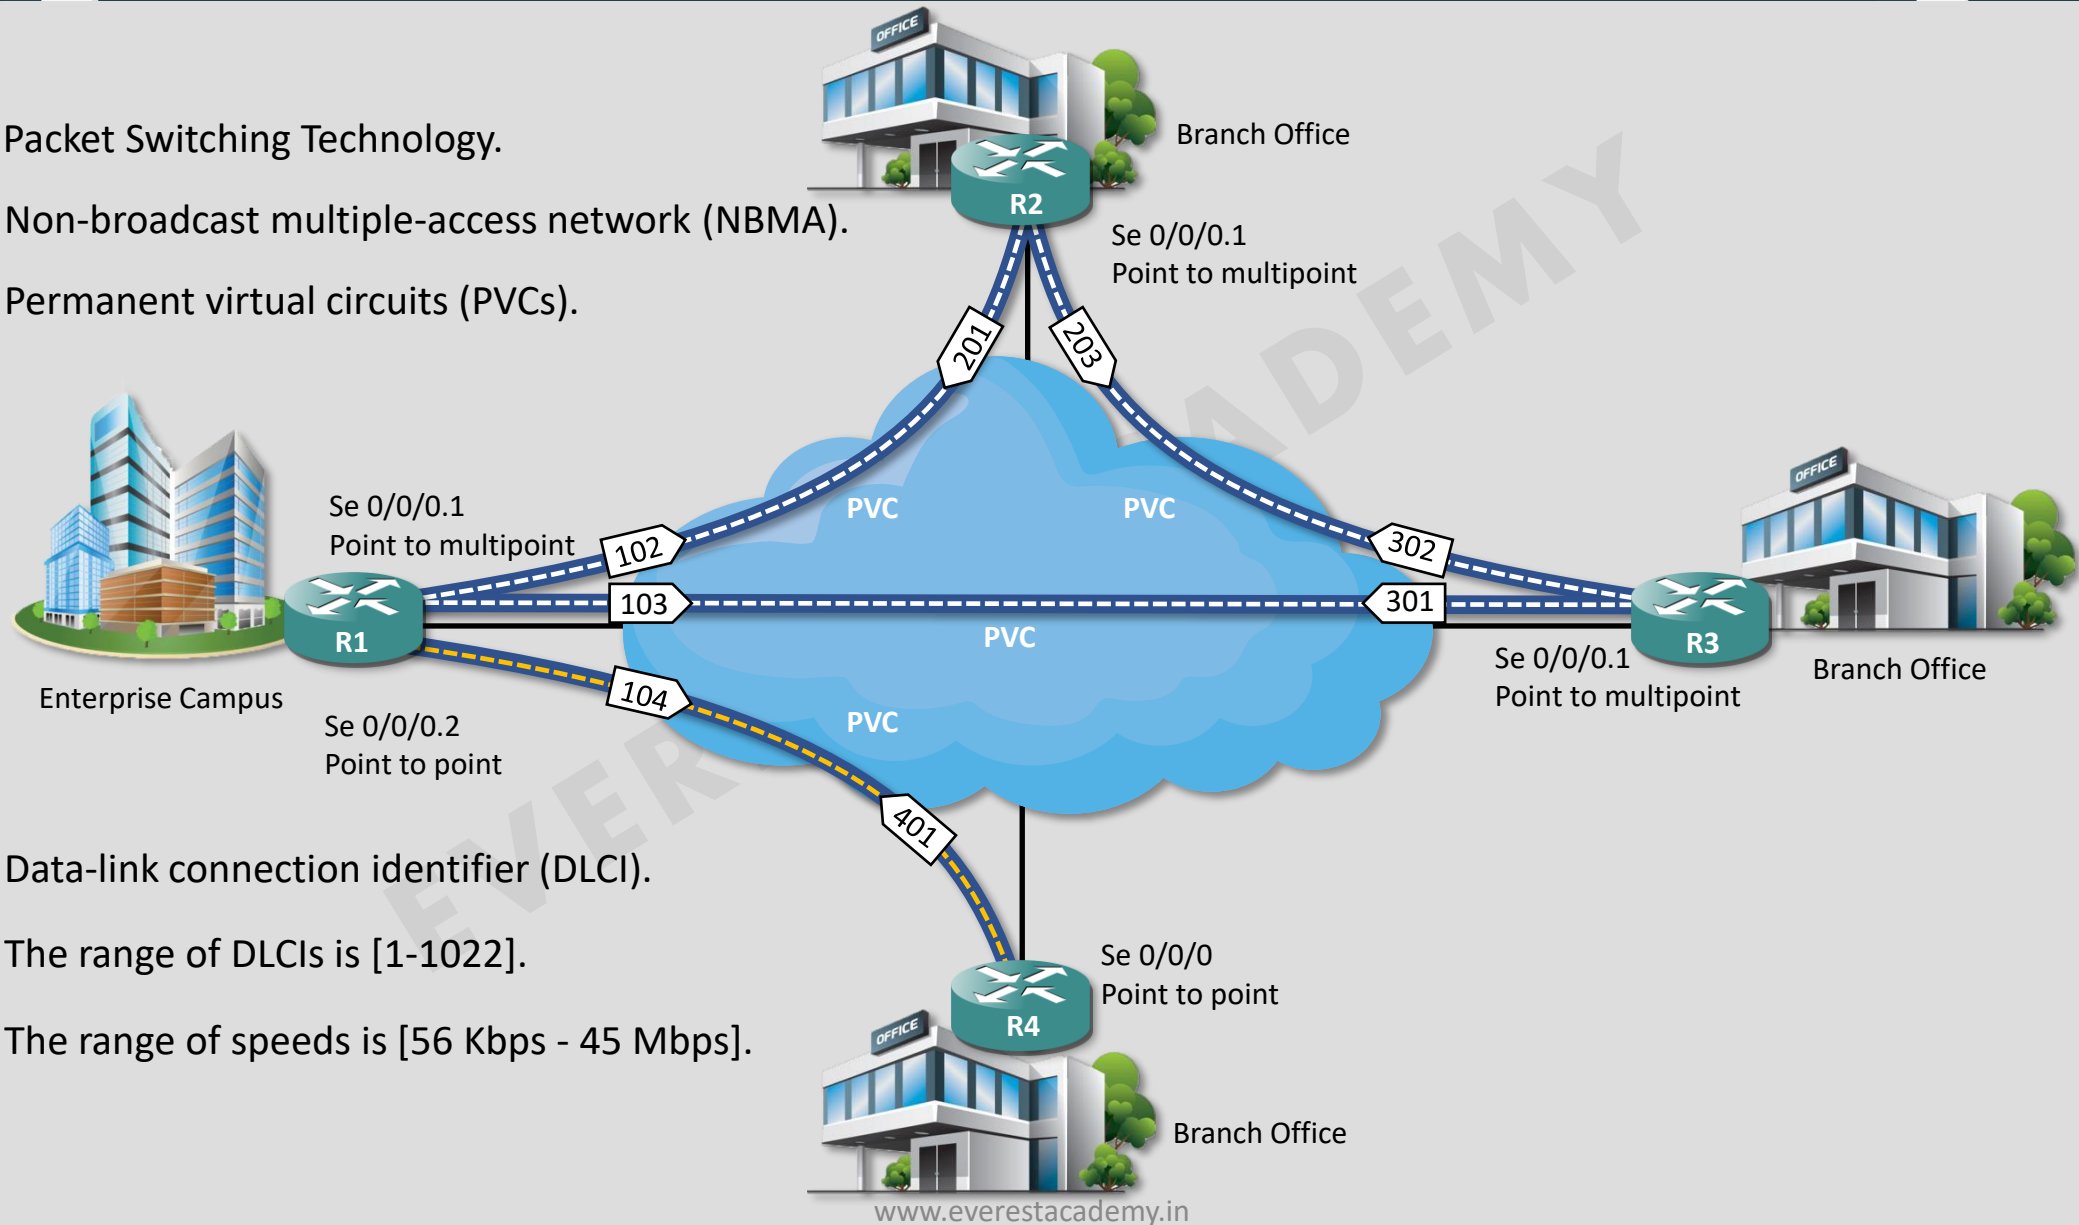 OFFICE
Branch Office
Packet Switching Technology.
R2
Non-broadcast multiple-access network (NBMA).
Se 0/0/0.1
Point to multipoint
Permanent virtual circuits (PVCs).
201
203
OFFICE
Se 0/0/0.1
Point to multipoint
PVC
PVC
102
302
103
301
R1
PVC
R3
Se 0/0/0.1
Point to multipoint
Branch Office
Enterprise Campus
104
Se 0/0/0.2
Point to point
PVC
401
Data-link connection identifier (DLCI).
The range of DLCIs is [1-1022].
Se 0/0/0
Point to point
R4
OFFICE
The range of speeds is [56 Kbps - 45 Mbps].
Branch Office
www.everestacademy.in